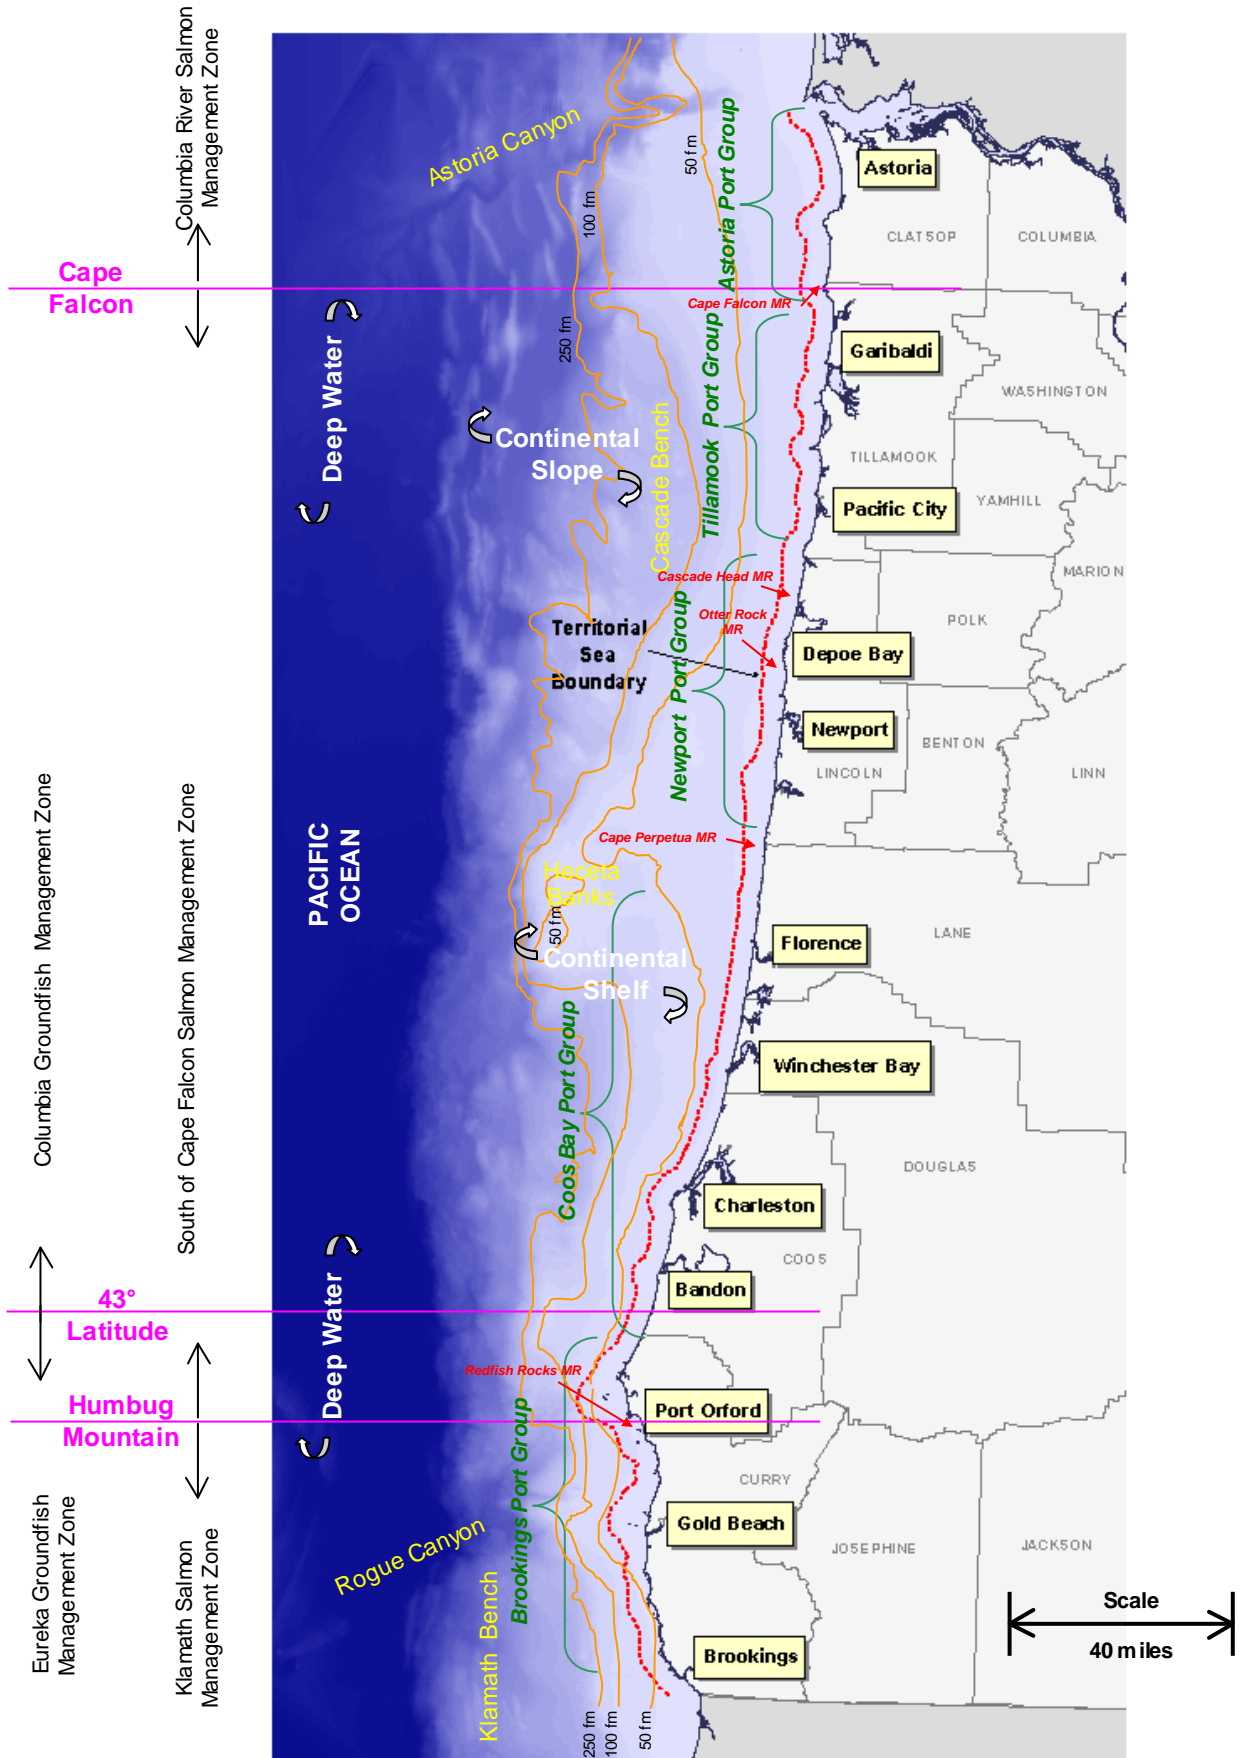 Columbia River Salmon
Management Zone
Astoria Canyon
50 fm
100 fm
250 fm
Astoria Port Group
Astoria
CLATSOP
COLUMBIA
Cape
Falcon
Cape Falcon MR
Deep Water
Continental
Slope
Cascade Bench
Tillamook Port Group
Garibaldi
WASHINGTON
TILLAMOOK
Pacific City
YAMHILL
MARION
Cascade Head MR
Otter Rock
MR
POLK
Territorial
Sea
Boundary
Newport Port Group
Depoe Bay
Newport
BENTON
LINCOLN
LINN
Columbia Groundfish Management Zone
South of Cape Falcon Salmon Management Zone
PACIFIC
OCEAN
Cape Perpetua MR
Heceta
Banks
50 fm
Continental
Shelf
Florence
LANE
Coos Bay Port Group
Winchester Bay
DOUGLAS
Charleston
COOS
Bandon
43°
Latitude
Deep Water
Redfish Rocks MR
Humbug
Mountain
Port Orford
Brookings Port Group
CURRY
Gold Beach
JOSEPHINE
JACKSON
Rogue Canyon
Klamath Bench
Eureka Groundfish
Management Zone
Klamath Salmon
Management Zone
Scale
40 miles
Brookings
250 fm
100 fm
50 fm